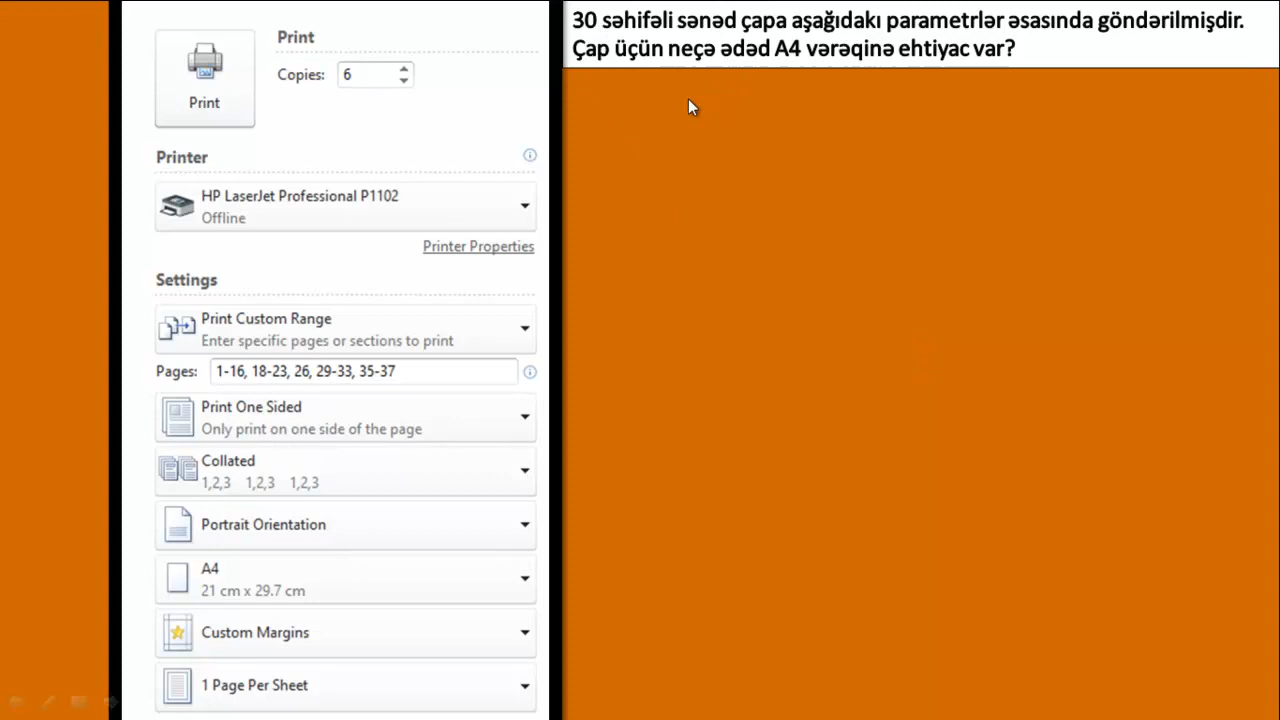 30 səhifəli sənəd çapa aşağıdakı parametrlər əsasında göndərilmişdir.
Çap üçün neçə ədəd A4 vərəqinə ehtiyac var?
Print
Print
Copies: 6
Printer
HP LaserJet Professional P1102
Offline
Printer Properties
Settings
Print Custom Range
Enter specific pages or sections to print
Pages: 1-16, 18-23, 26, 29-33, 35-37
Print One Sided
Only print on one side of the page
Collated
1,2,3 1,2,3 1,2,3
Portrait Orientation
A4
21 cm x 29.7 cm
Custom Margins
1 Page Per Sheet